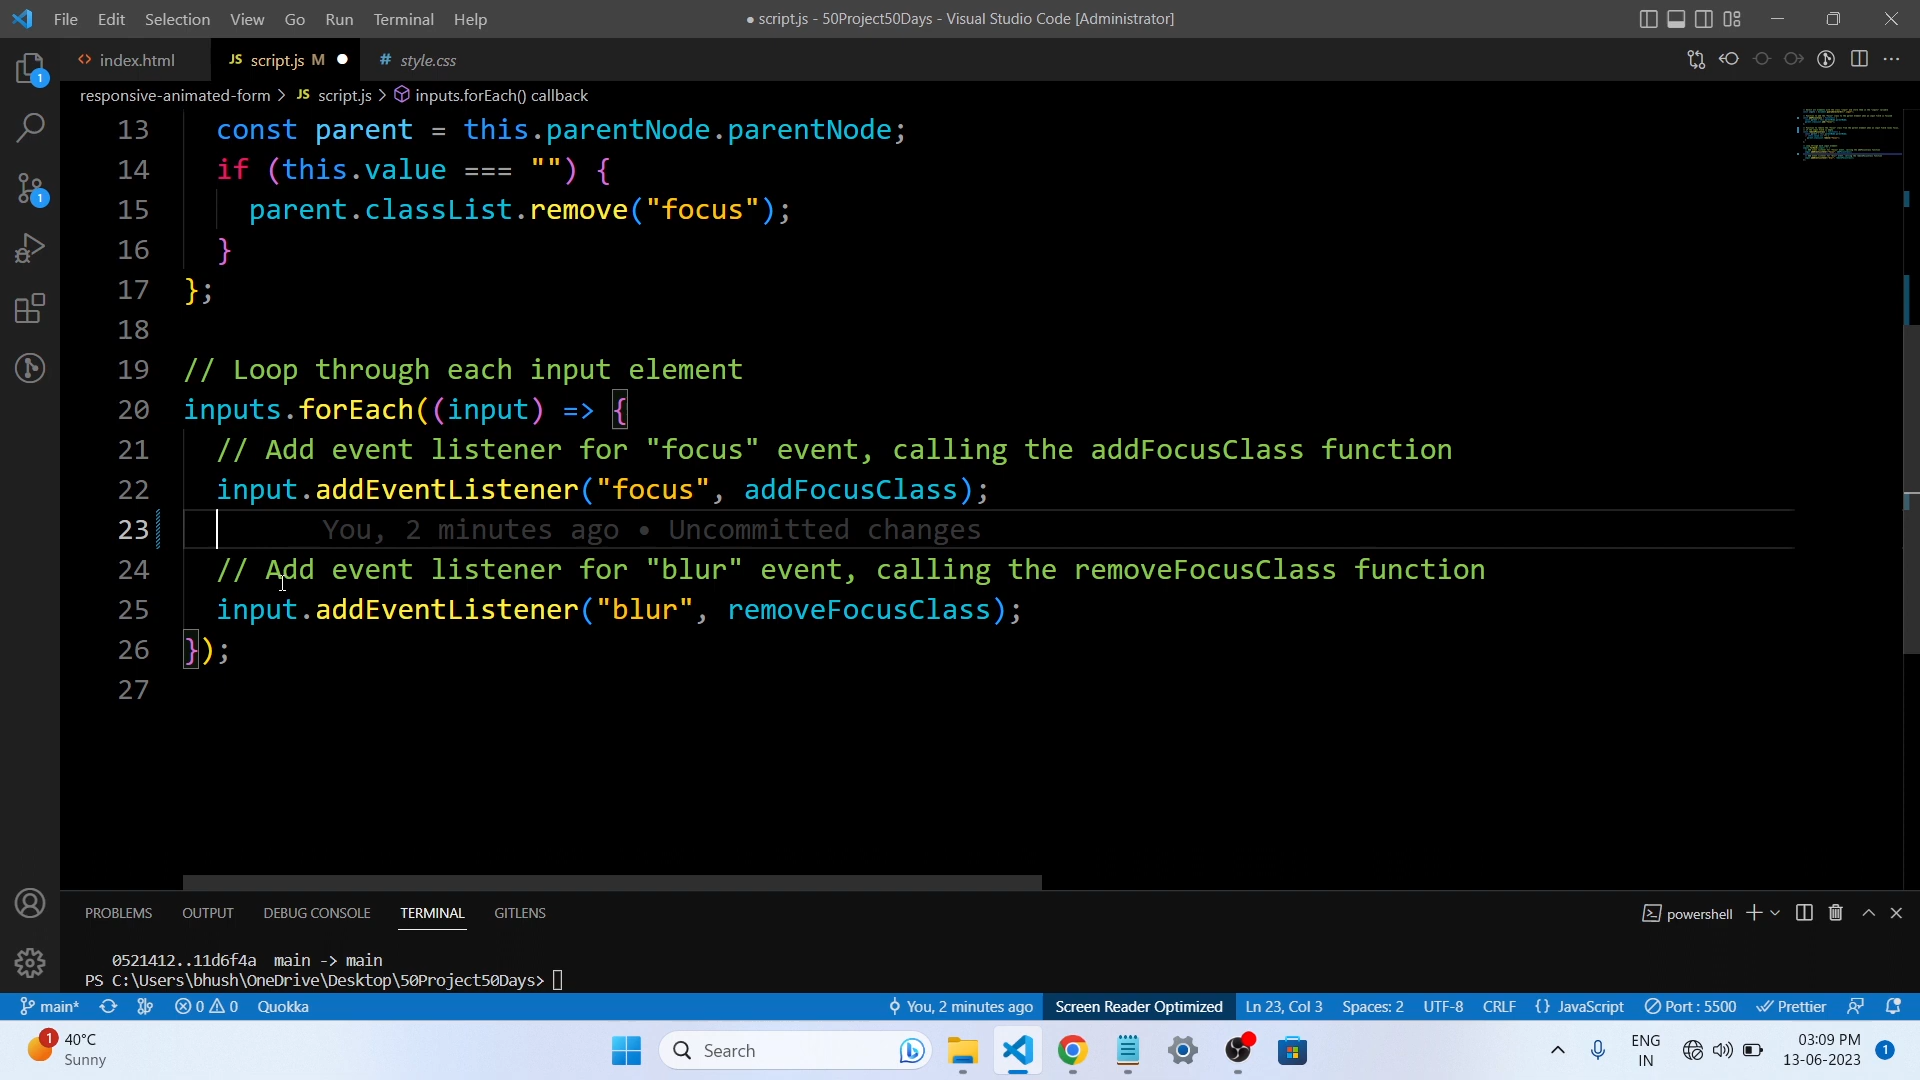 File Edit Selection View Go Run Terminal Help
● script.js - 50Project50Days - Visual Studio Code [Administrator]
index.html
JS script.js M
# style.css
responsive-animated-form > JS script.js > inputs.forEach() callback
13 const parent = this.parentNode.parentNode;
14 if (this.value === "") {
15 parent.classList.remove("focus");
16 }
17 };
18
19 // Loop through each input element
20 inputs.forEach((input) => {
21 // Add event listener for "focus" event, calling the addFocusClass function
22 input.addEventListener("focus", addFocusClass);
23 You, 2 minutes ago • Uncommitted changes
24 // Add event listener for "blur" event, calling the removeFocusClass function
25 input.addEventListener("blur", removeFocusClass);
26 });
27
1
1
PROBLEMS OUTPUT DEBUG CONSOLE TERMINAL GITLENS
powershell
0521412..11d6f4a main -> main
PS C:\Users\bhush\OneDrive\Desktop\50Project50Days>
main* 0 0 Quokka
You, 2 minutes ago Screen Reader Optimized Ln 23, Col 3 Spaces: 2 UTF-8 CRLF {} JavaScript Port : 5500 Prettier
1
40°C
Sunny
Search
ENG
IN
03:09 PM
13-06-2023
1